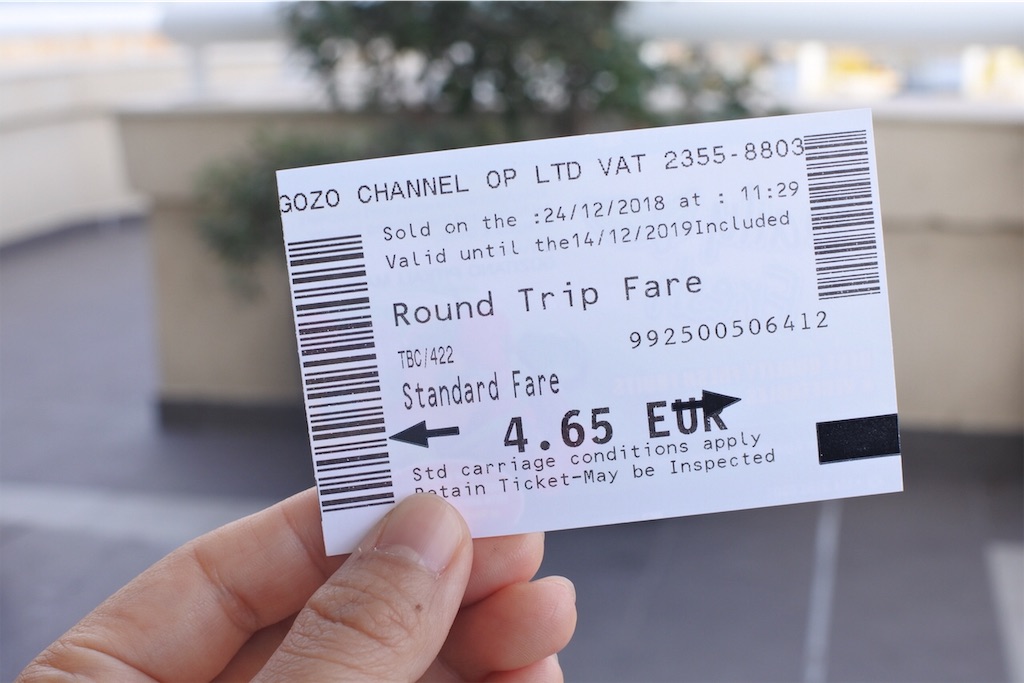 GOZO CHANNEL OP LTD VAT 2355-8803
Sold on the :24/12/2018 at : 11:29
Valid until the14/12/2019Included
Round Trip Fare
992500506412
TBC/422
Standard Fare
4.65 EUR
Std carriage conditions apply
Retain Ticket-May be Inspected